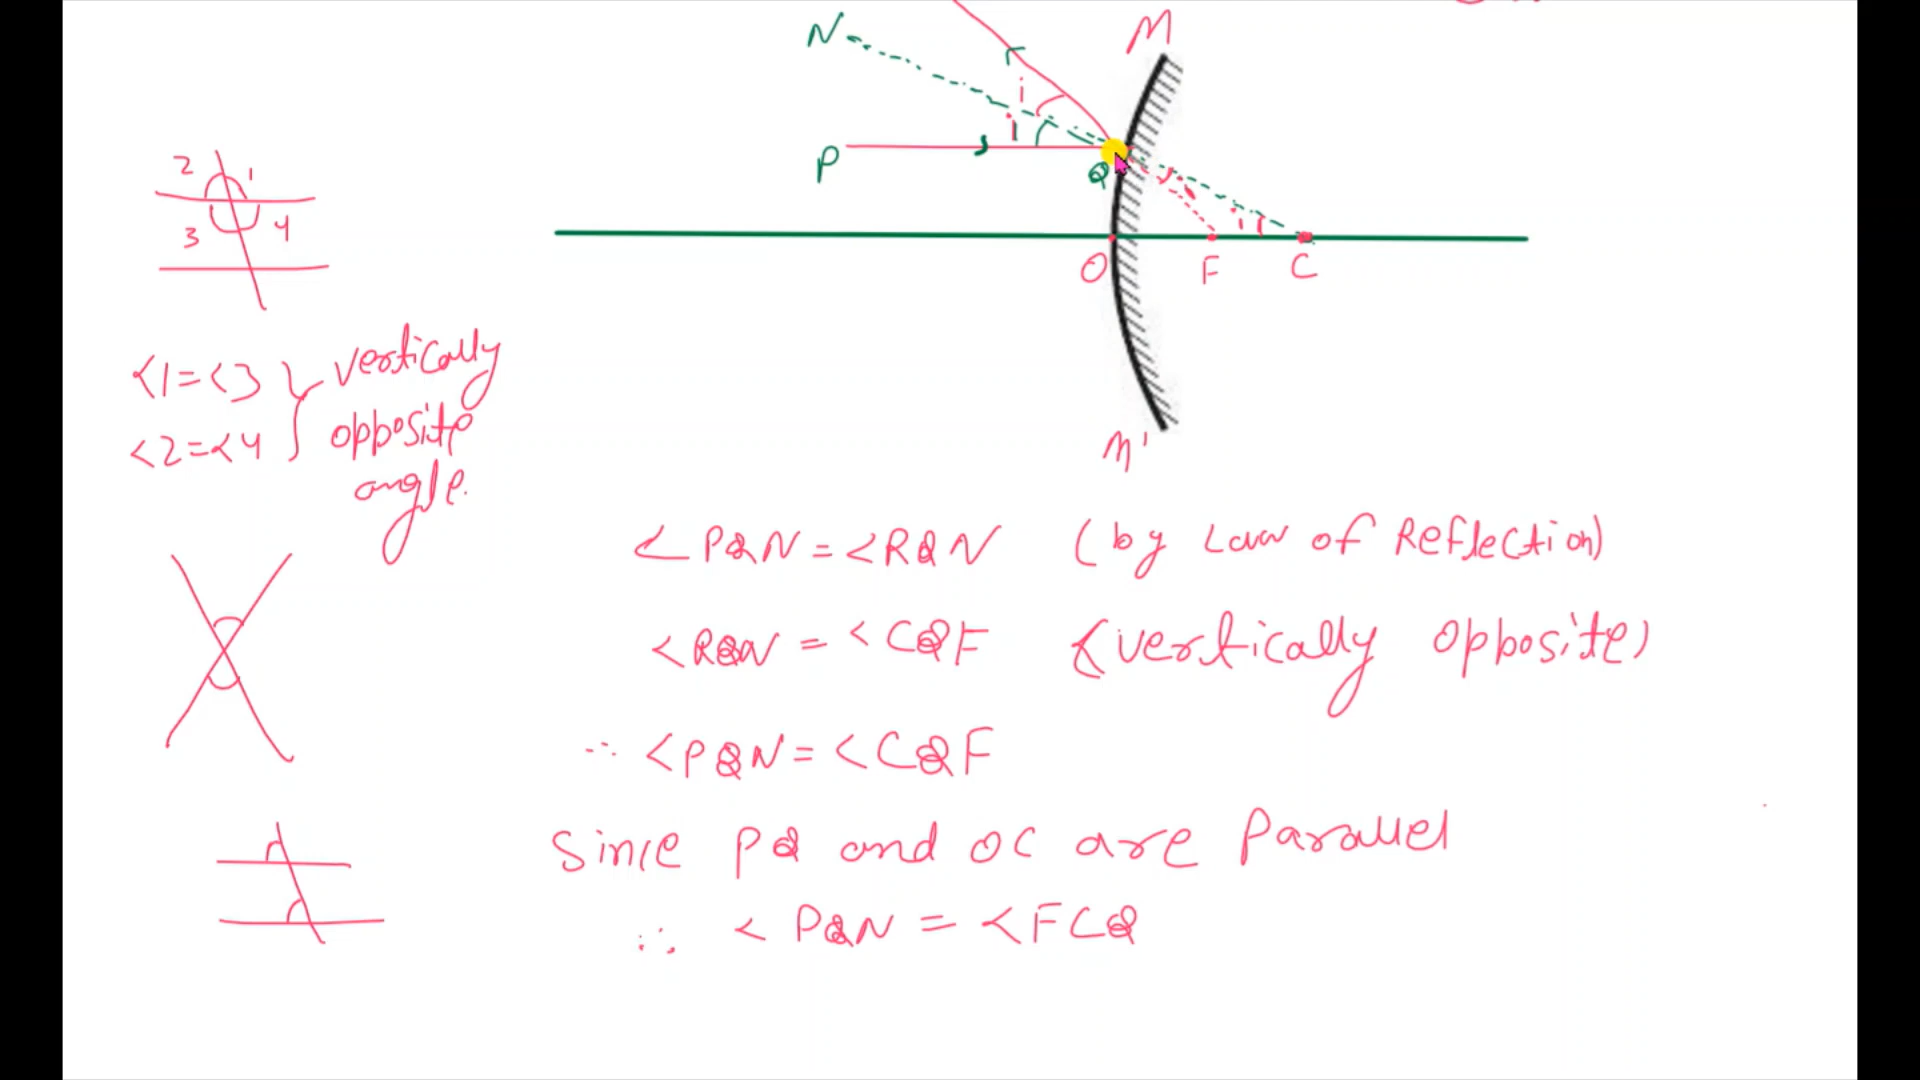 M
N
i
i
P
Q
r
i
O F C
M'
2 1
3 4
<1=<3 } vertically
<2=<4 opposite
angle.
<PQN=<RQN (by Law of Reflection)
<RQN = <CQF (vertically opposite)
∴ <PQN=<CQF
Since PQ and OC are Parallel
∴ <PQN = <FCQ